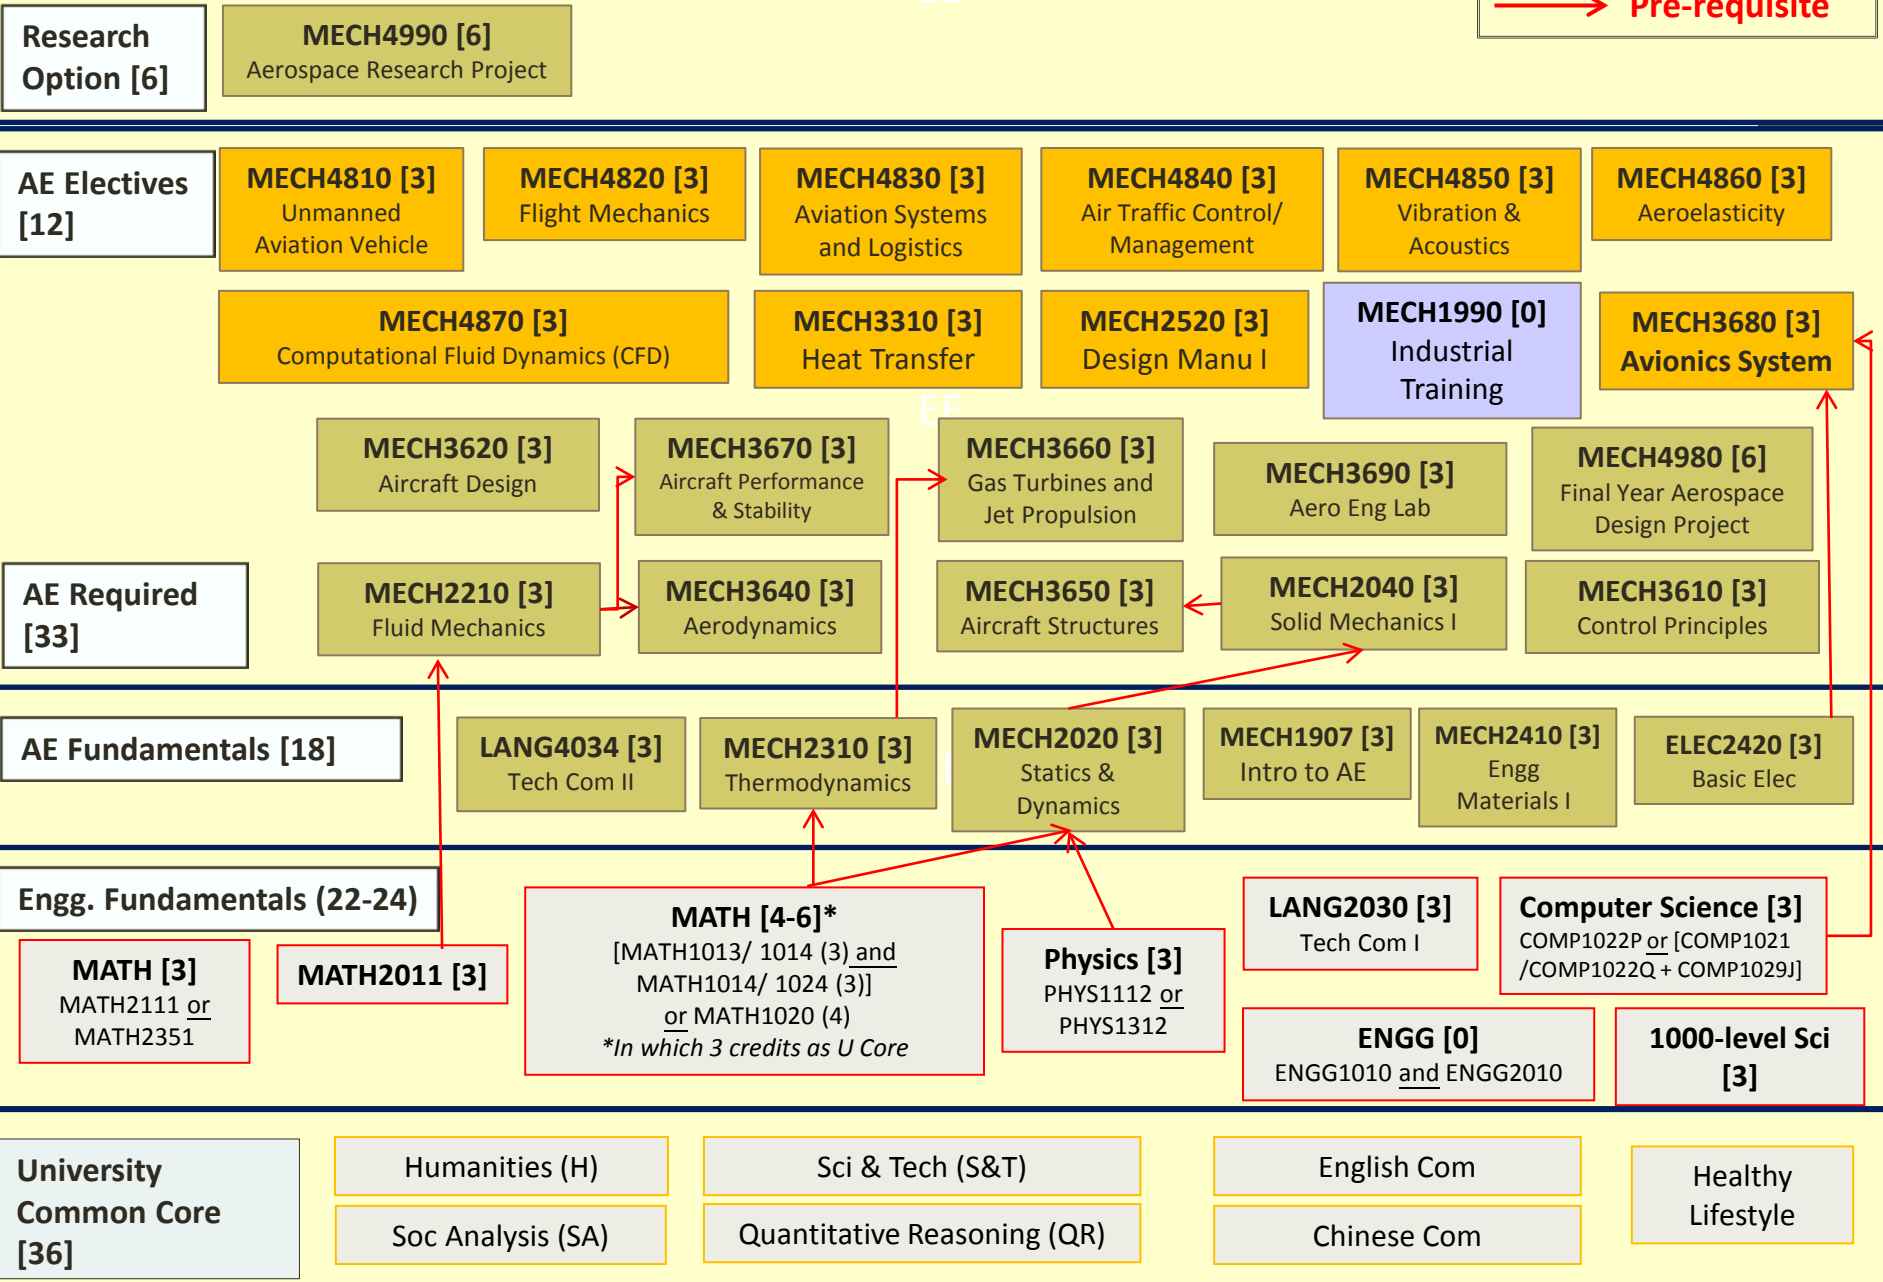 Pre-requisite
Research
Option [6]
MECH4990 [6]
Aerospace Research Project
AE Electives
[12]
MECH4810 [3]
Unmanned
Aviation Vehicle
MECH4820 [3]
Flight Mechanics
MECH4830 [3]
Aviation Systems
and Logistics
MECH4840 [3]
Air Traffic Control/
Management
MECH4850 [3]
Vibration &
Acoustics
MECH4860 [3]
Aeroelasticity
MECH4870 [3]
Computational Fluid Dynamics (CFD)
MECH3310 [3]
Heat Transfer
MECH2520 [3]
Design Manu I
MECH1990 [0]
Industrial
Training
MECH3680 [3]
Avionics System
MECH3620 [3]
Aircraft Design
MECH3670 [3]
Aircraft Performance
& Stability
MECH3660 [3]
Gas Turbines and
Jet Propulsion
MECH3690 [3]
Aero Eng Lab
MECH4980 [6]
Final Year Aerospace
Design Project
AE Required
[33]
MECH2210 [3]
Fluid Mechanics
MECH3640 [3]
Aerodynamics
MECH3650 [3]
Aircraft Structures
MECH2040 [3]
Solid Mechanics I
MECH3610 [3]
Control Principles
AE Fundamentals [18]
LANG4034 [3]
Tech Com II
MECH2310 [3]
Thermodynamics
MECH2020 [3]
Statics &
Dynamics
MECH1907 [3]
Intro to AE
MECH2410 [3]
Engg
Materials I
ELEC2420 [3]
Basic Elec
Engg. Fundamentals (22-24)
MATH [3]
MATH2111 or
MATH2351
MATH2011 [3]
MATH [4-6]*
[MATH1013/ 1014 (3) and
MATH1014/ 1024 (3)]
or MATH1020 (4)
*In which 3 credits as U Core
Physics [3]
PHYS1112 or
PHYS1312
LANG2030 [3]
Tech Com I
Computer Science [3]
COMP1022P or [COMP1021
/COMP1022Q + COMP1029J]
ENGG [0]
ENGG1010 and ENGG2010
1000-level Sci
[3]
University
Common Core
[36]
Humanities (H)
Sci & Tech (S&T)
English Com
Healthy
Lifestyle
Soc Analysis (SA)
Quantitative Reasoning (QR)
Chinese Com